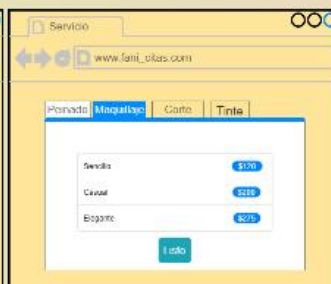 Servicio
www.fani_citas.com
Peinado Maquillaje Corte Tinte
Sencillo $120
Casual $200
Elegante $275
Listo